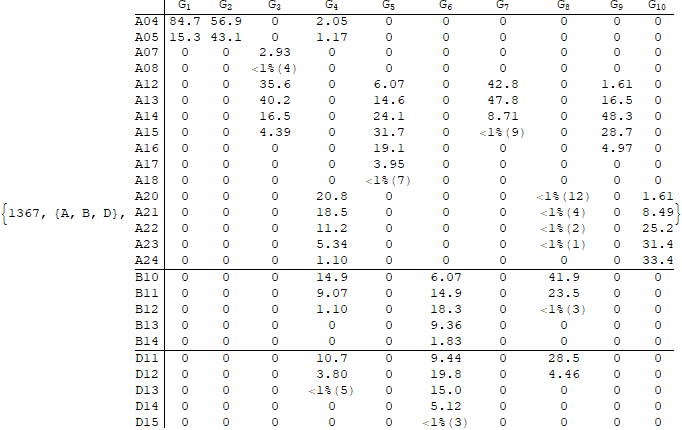 G1 G2 G3 G4 G5 G6 G7 G8 G9 G10
A04 84.7 56.9 0 2.05 0 0 0 0 0 0
A05 15.3 43.1 0 1.17 0 0 0 0 0 0
A07 0 0 2.93 0 0 0 0 0 0 0
A08 0 0 <1%(4) 0 0 0 0 0 0 0
A12 0 0 35.6 0 6.07 0 42.8 0 1.61 0
A13 0 0 40.2 0 14.6 0 47.8 0 16.5 0
A14 0 0 16.5 0 24.1 0 8.71 0 48.3 0
A15 0 0 4.39 0 31.7 0 <1%(9) 0 28.7 0
A16 0 0 0 0 19.1 0 0 0 4.97 0
A17 0 0 0 0 3.95 0 0 0 0 0
A18 0 0 0 0 <1%(7) 0 0 0 0 0
A20 0 0 0 20.8 0 0 0 <1%(12) 0 1.61
{1367, {A, B, D}, A21 0 0 0 18.5 0 0 0 <1%(4) 0 8.49}
A22 0 0 0 11.2 0 0 0 <1%(2) 0 25.2
A23 0 0 0 5.34 0 0 0 <1%(1) 0 31.4
A24 0 0 0 1.10 0 0 0 0 0 33.4
B10 0 0 0 14.9 0 6.07 0 41.9 0 0
B11 0 0 0 9.07 0 14.9 0 23.5 0 0
B12 0 0 0 1.10 0 18.3 0 <1%(3) 0 0
B13 0 0 0 0 0 9.36 0 0 0 0
B14 0 0 0 0 0 1.83 0 0 0 0
D11 0 0 0 10.7 0 9.44 0 28.5 0 0
D12 0 0 0 3.80 0 19.8 0 4.46 0 0
D13 0 0 0 <1%(5) 0 15.0 0 0 0 0
D14 0 0 0 0 0 5.12 0 0 0 0
D15 0 0 0 0 0 <1%(3) 0 0 0 0